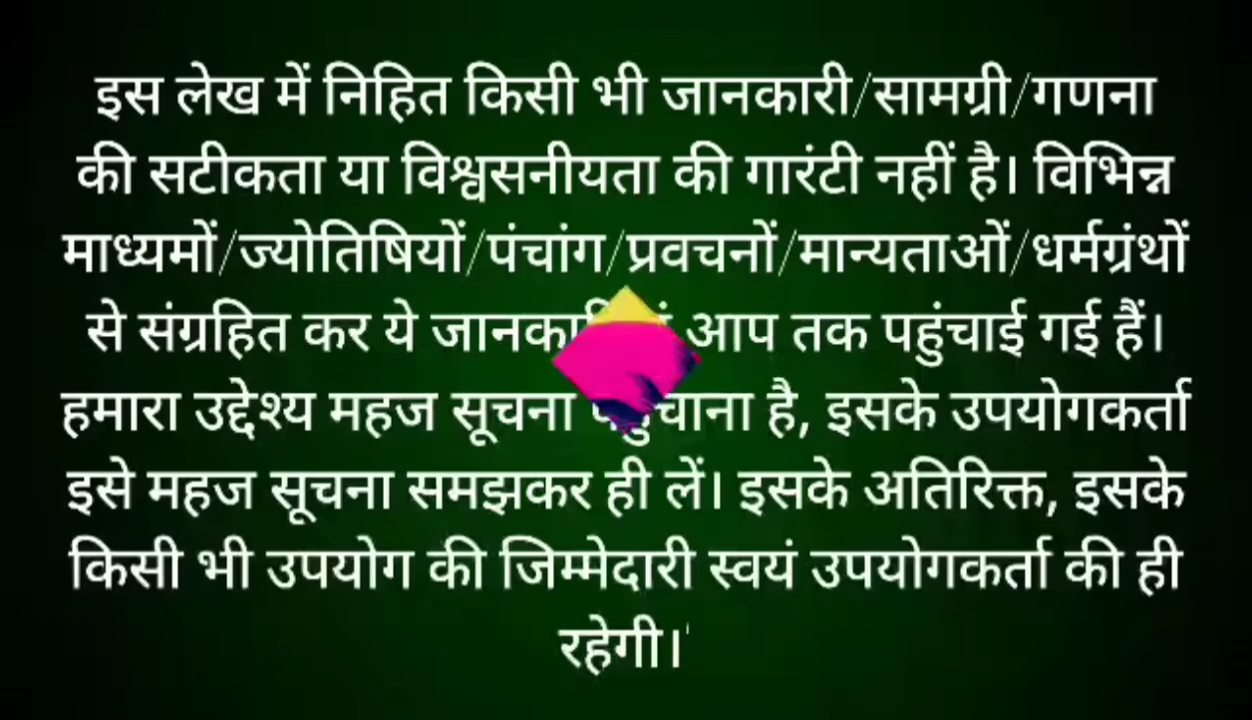 इस लेख में निहित किसी भी जानकारी/सामग्री/गणना
की सटीकता या विश्वसनीयता की गारंटी नहीं है। विभिन्न
माध्यमों/ज्योतिषियों/पंचांग/प्रवचनों/मान्यताओं/धर्मग्रंथों
से संग्रहित कर ये आप तक पहुंचाई गई हैं।
हमारा उद्देश्य महज सूचना है, इसके उपयोगकर्ता
इसे महज सूचना समझकर ही लें। इसके अतिरिक्त, इसके
किसी भी उपयोग की जिम्मेदारी स्वयं उपयोगकर्ता की ही
रहेगी।'